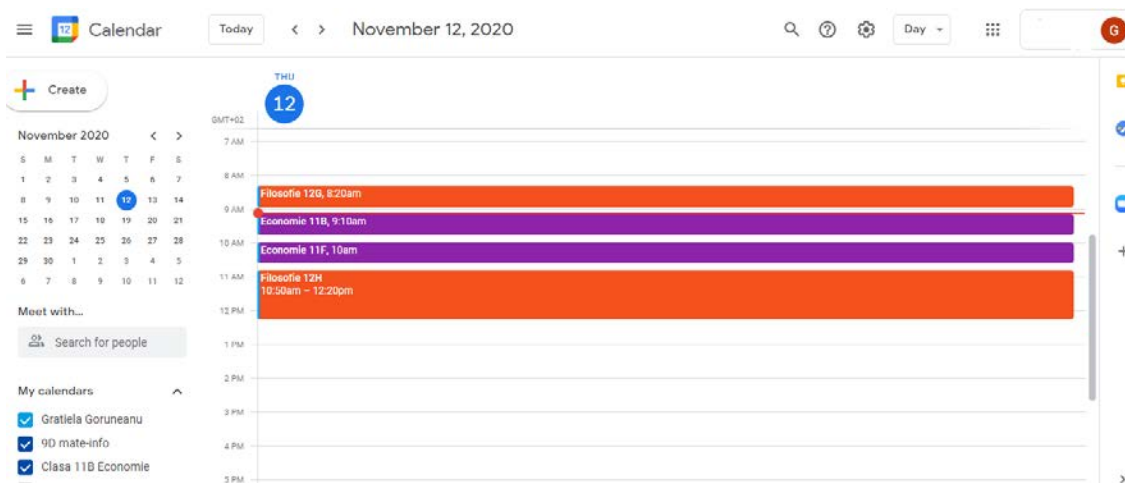 12 Calendar Today November 12, 2020 Day G
Create
November 2020
S M T W T F S
1 2 3 4 5 6 7
8 9 10 11 12 13 14
15 16 17 18 19 20 21
22 23 24 25 26 27 28
29 30 1 2 3 4 5
6 7 8 9 10 11 12
Meet with...
Search for people
My calendars
Gratiela Goruneanu
9D mate-info
Clasa 11B Economie
THU
12
GMT+02
7 AM
8 AM
Filosofie 12G, 8:20am
9 AM
Economie 11B, 9:10am
10 AM
Economie 11F, 10am
11 AM
Filosofie 12H
10:50am – 12:20pm
12 PM
1 PM
2 PM
3 PM
4 PM
5 PM